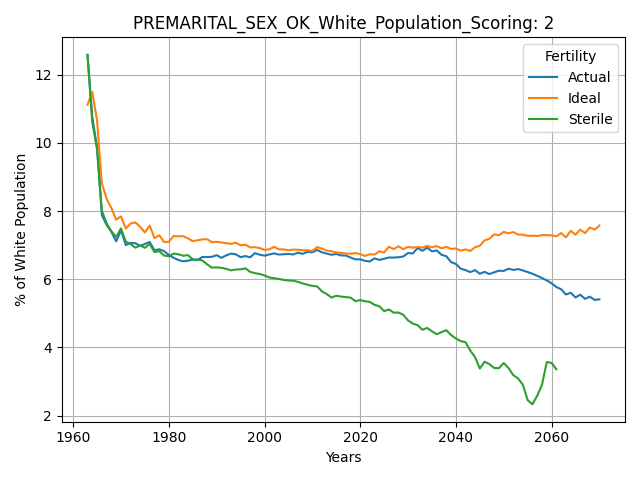 PREMARITAL_SEX_OK_White_Population_Scoring: 2
Fertility
Actual
Ideal
Sterile
% of White Population
12
10
8
6
4
2
1960 1980 2000 2020 2040 2060
Years